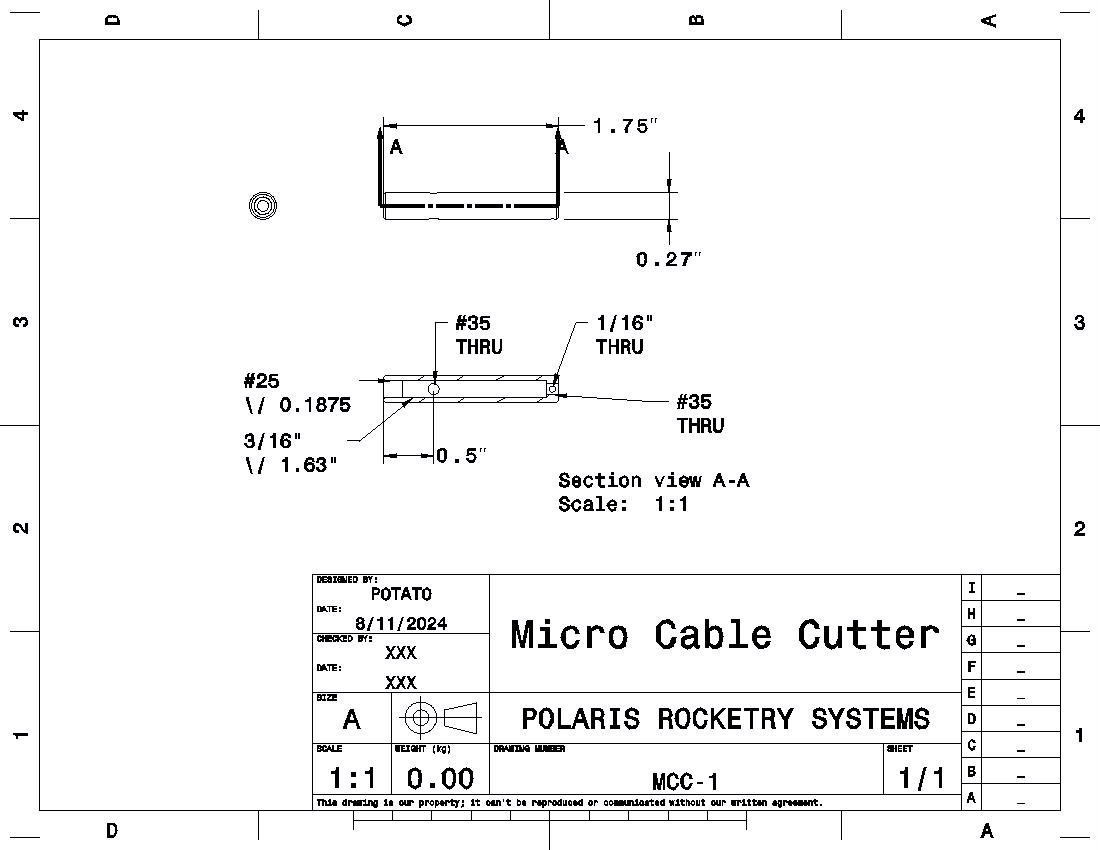 D C B A
4 4
1.75"
A A
0.27"
3 3
#35
THRU
1/16"
THRU
#25
\/ 0.1875
#35
THRU
3/16"
\/ 1.63"
0.5"
Section view A-A
Scale: 1:1
2 2
DESIGNED BY:
POTATO
DATE:
8/11/2024
CHECKED BY:
XXX
DATE:
XXX
Micro Cable Cutter
I _
H _
G _
F _
E _
D _
C _
B _
A _
SIZE
A
POLARIS ROCKETRY SYSTEMS
1 1
SCALE
1:1
WEIGHT (kg)
0.00
DRAWING NUMBER
MCC-1
SHEET
1/1
This drawing is our property; it can't be reproduced or communicated without our written agreement.
D A